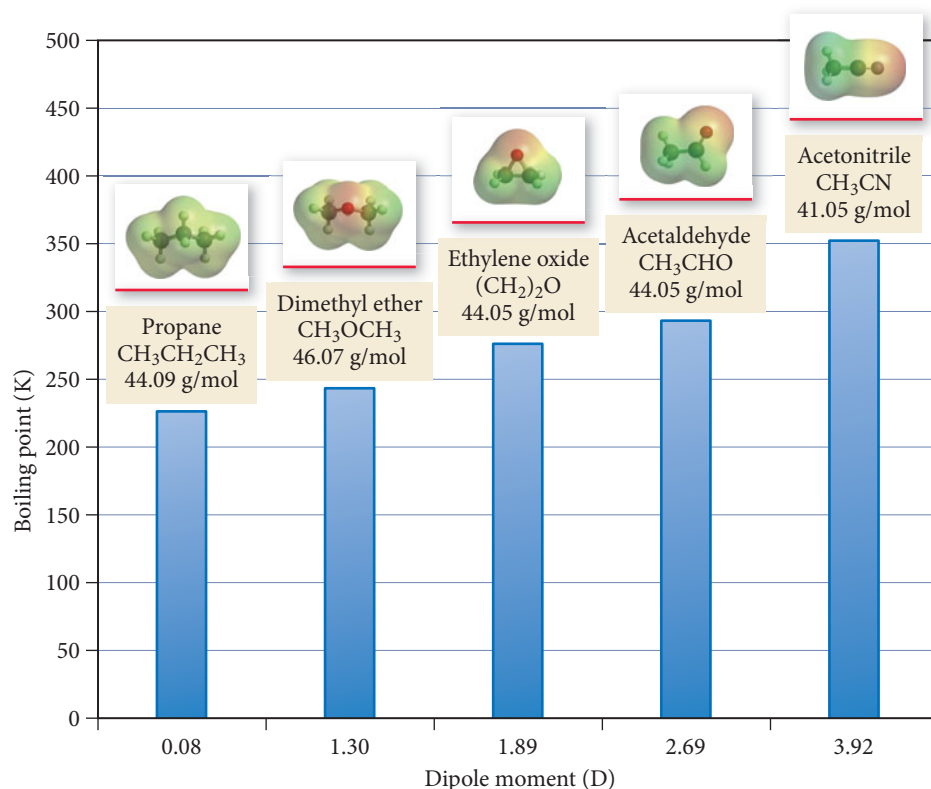 500
450
400
350
300
250
200
150
100
50
0
Boiling point (K)
Propane
CH₃CH₂CH₃
44.09 g/mol
Dimethyl ether
CH₃OCH₃
46.07 g/mol
Ethylene oxide
(CH₂)₂O
44.05 g/mol
Acetaldehyde
CH₃CHO
44.05 g/mol
Acetonitrile
CH₃CN
41.05 g/mol
0.08
1.30
1.89
2.69
3.92
Dipole moment (D)